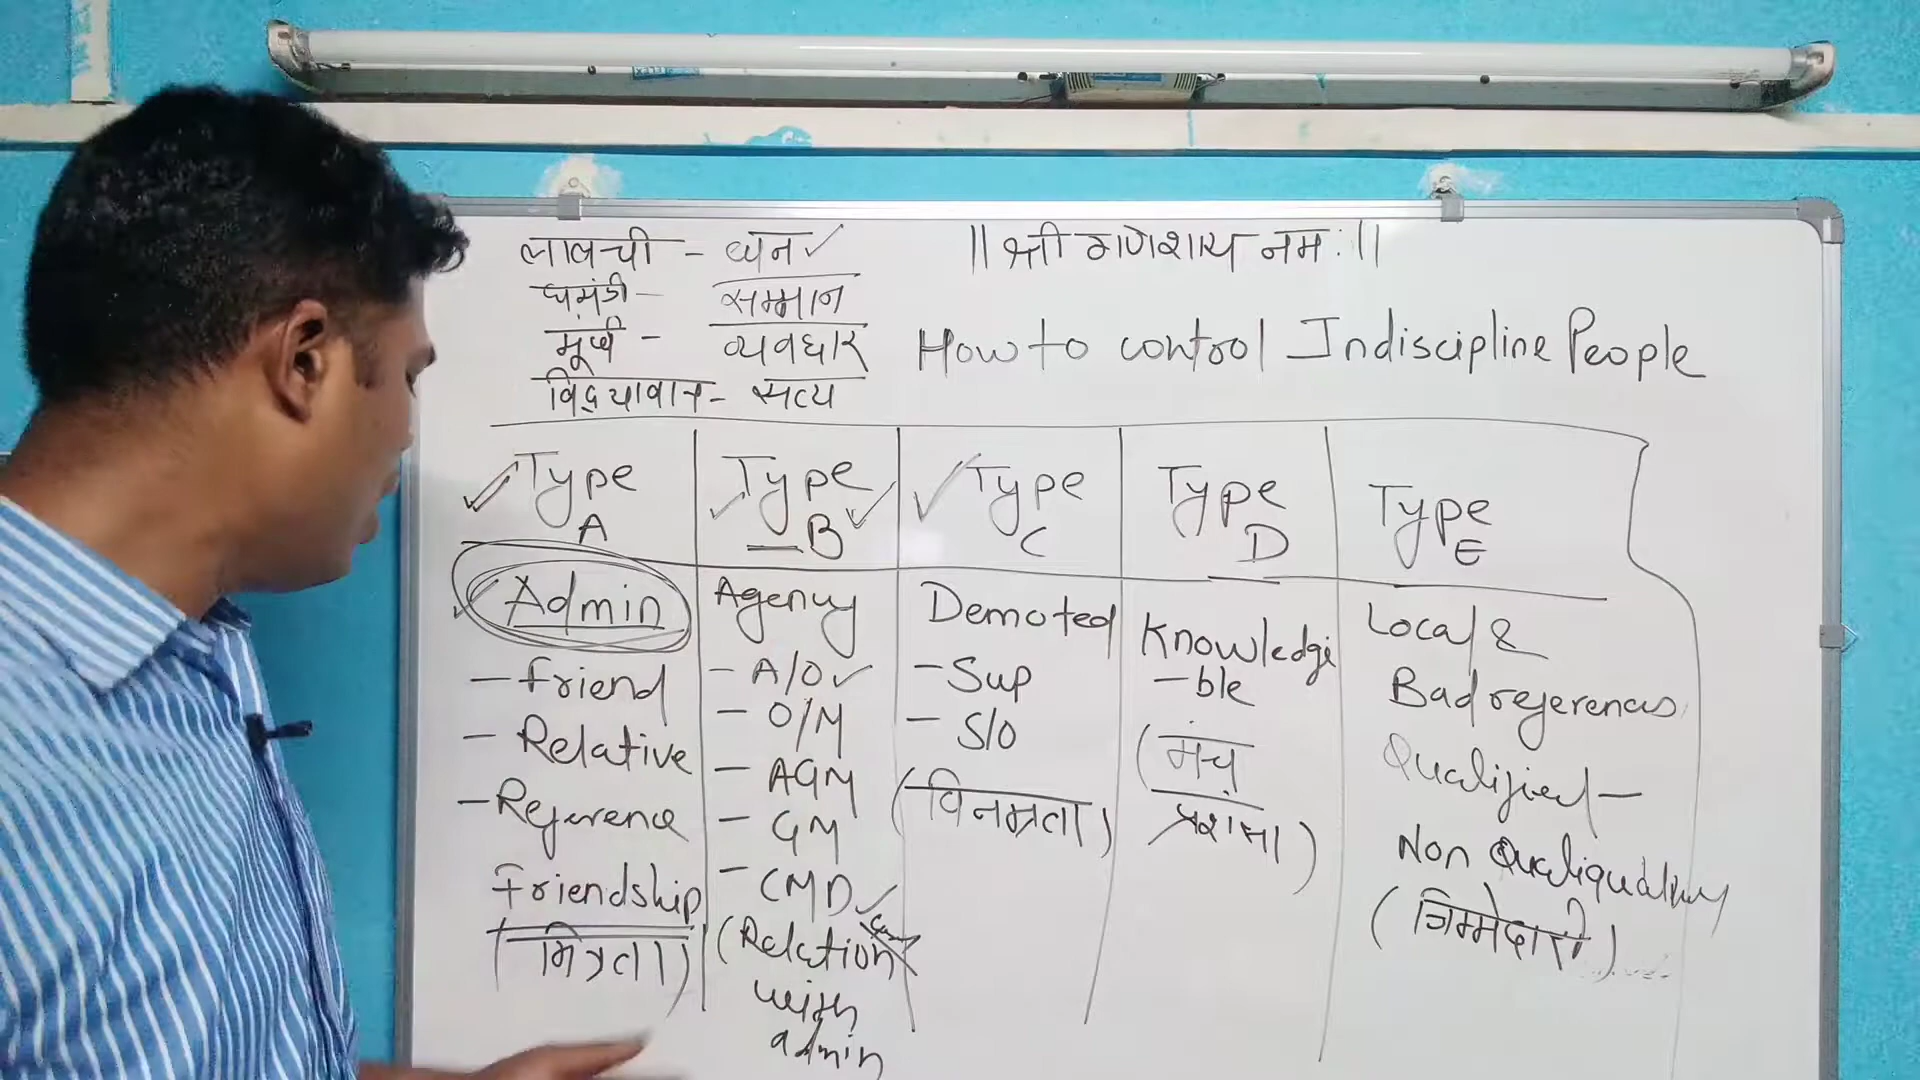 लालची - धन ✓
घमंडी - सम्मान
मूर्ख - व्यवहार
विद्यावान - सत्य
॥ श्री गणेशाय नमः ॥
How to control Indiscipline People
✓ Type A
Admin
- Friend
- Relative
- Reference
Friendship
(मित्रता)
✓ Type B ✓
Agency
- A/O ✓
- O/M
- AGM
- GM
- CMD ✓
(Relation
with
admin
✓ Type C
Demoted
- Sup
- S/O
(विनम्रता)
Type D
Knowledge
- ble
(मंच
प्रशंसा)
Type E
Local &
Bad references
Qualified -
Non
(जिम्मेदारी)